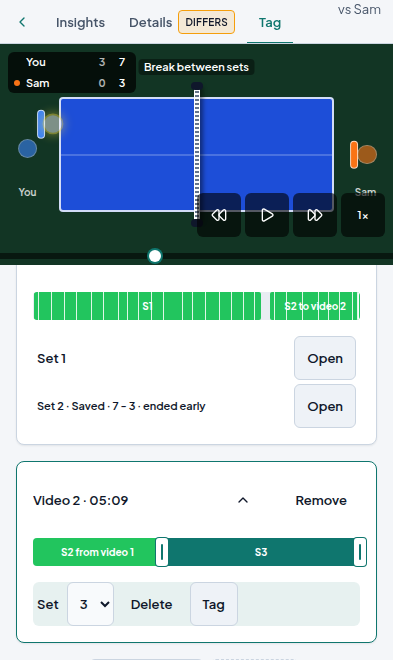 vs Sam
Insights Details DIFFERS Tag
You 3 7
Sam 0 3
Break between sets
You
Sam
1×
S1 S2 to video 2
Set 1 Open
Set 2 · Saved · 7 – 3 · ended early Open
Video 2 · 05:09 Remove
S2 from video 1 S3
Set 3 Delete Tag